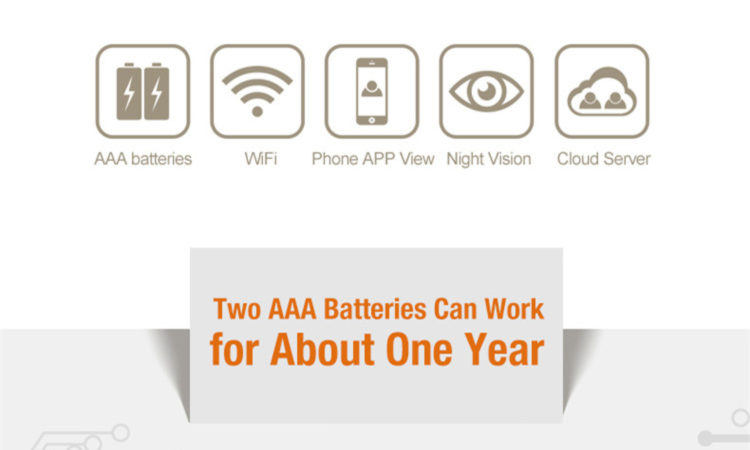 AAA batteries
WiFi
Phone APP View
Night Vision
Cloud Server
Two AAA Batteries Can Work
for About One Year